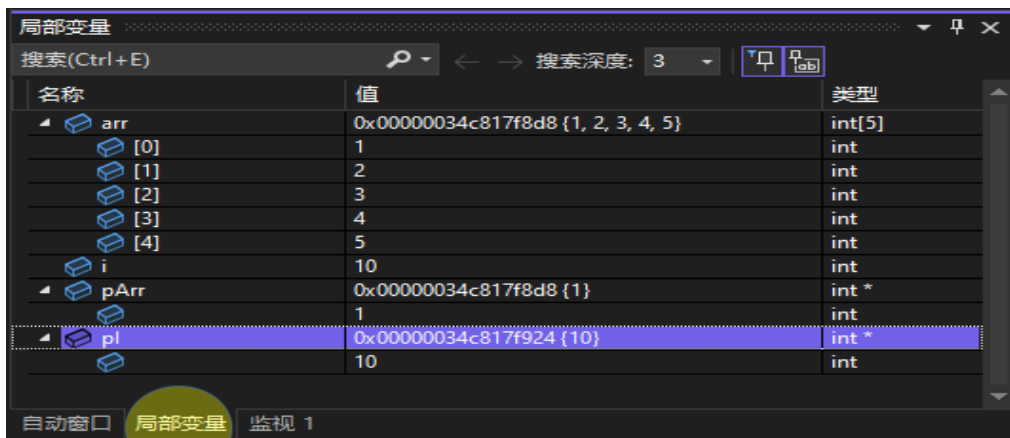 局部变量
搜索(Ctrl+E) 搜索深度: 3
名称 值 类型
arr 0x00000034c817f8d8 {1, 2, 3, 4, 5} int[5]
[0] 1 int
[1] 2 int
[2] 3 int
[3] 4 int
[4] 5 int
i 10 int
pArr 0x00000034c817f8d8 {1} int *
1 int
pI 0x00000034c817f924 {10} int *
10 int
自动窗口 局部变量 监视 1